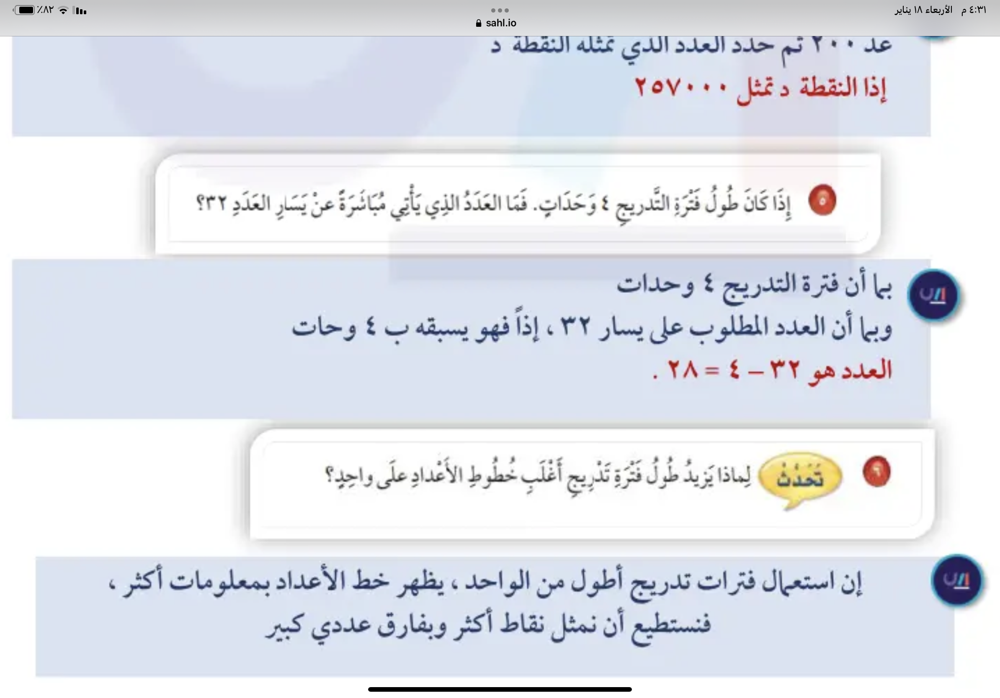 ٤:٣١ م الأربعاء ١٨ يناير
٪٨٢
sahl.io
عد ٢٠٠ ثم حدد العدد الذي تمثله النقطة د
إذا النقطة د تمثل ٢٥٧٠٠٠
٥ إِذَا كَانَ طُولُ فَتْرَةِ التَّدريجِ ٤ وَحَدَاتٍ. فَمَا العَدَدُ الذِي يَأْتِي مُبَاشَرَةً عنْ يَسَارِ العَدَدِ ٣٢؟
بما أن فترة التدريج ٤ وحدات
وبما أن العدد المطلوب على يسار ٣٢ ، إذاً فهو يسبقه ب ٤ وحات
العدد هو ٣٢ – ٤ = ٢٨ .
٦ تَحَدَّثْ لِماذا يَزيدُ طُولُ فَتْرَةِ تَدْرِيجِ أَغْلَبِ خُطُوطِ الأَعْدادِ علَى واحِدٍ؟
إن استعمال فترات تدريج أطول من الواحد ، يظهر خط الأعداد بمعلومات أكثر ،
فنستطيع أن نمثل نقاط أكثر وبفارق عددي كبير